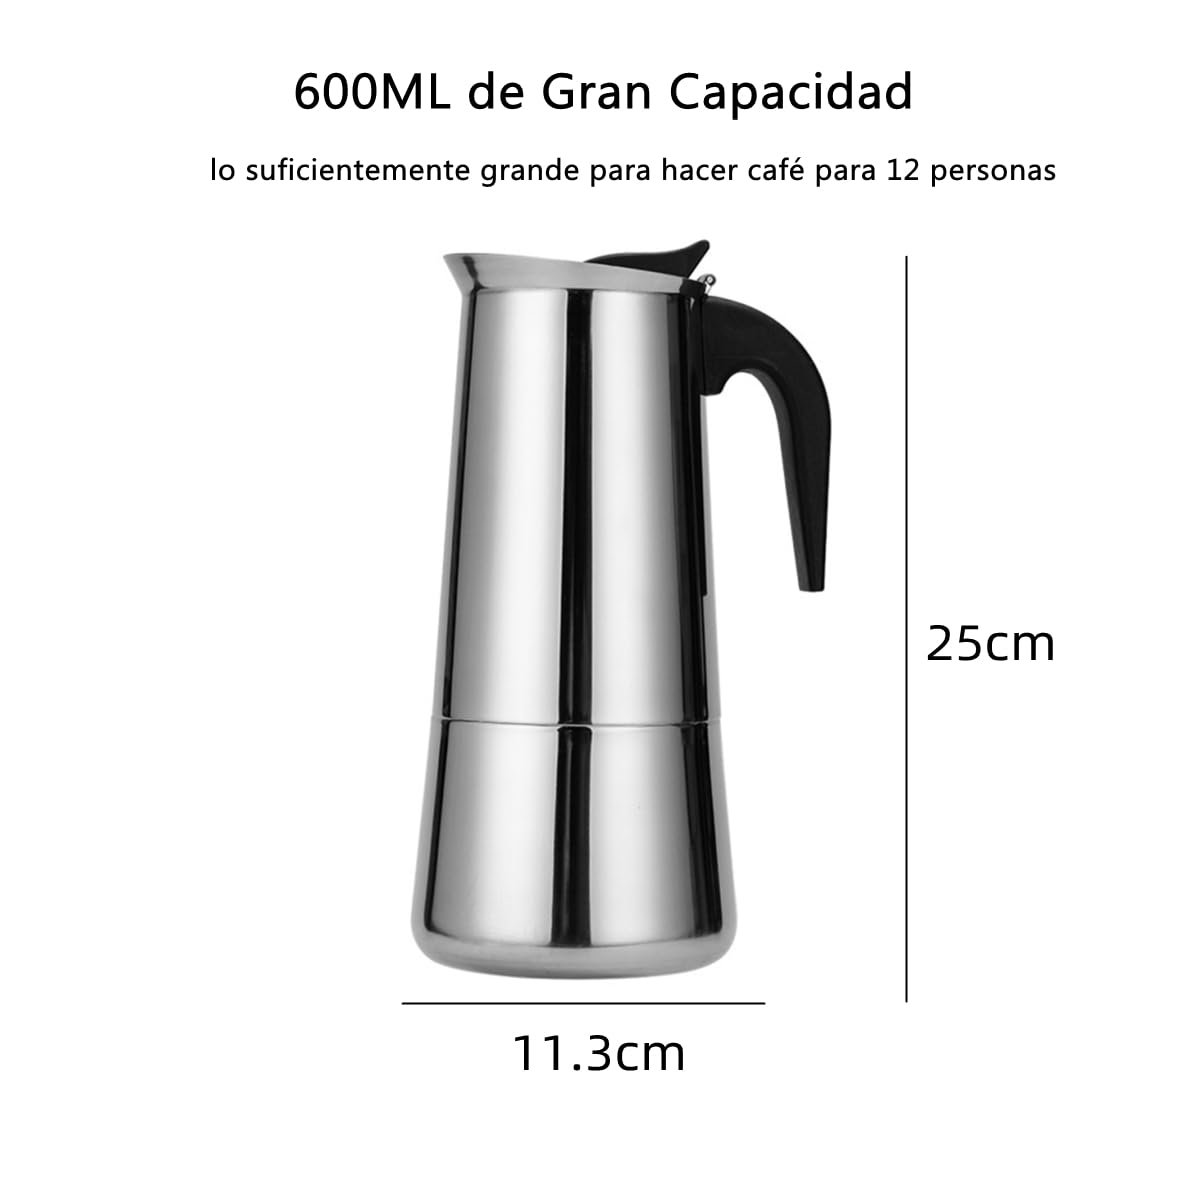 600ML de Gran Capacidad
lo suficientemente grande para hacer café para 12 personas
25cm
11.3cm